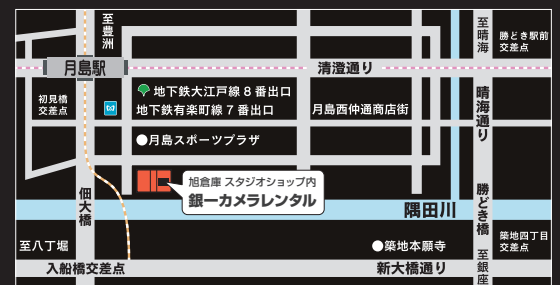 至豊洲
至晴海
勝どき駅前
交差点
月島駅
清澄通り
地下鉄大江戸線8番出口
地下鉄有楽町線7番出口
初見橋
交差点
月島西仲通商店街
晴海通り
●月島スポーツプラザ
旭倉庫 スタジオショップ内
銀一カメラレンタル
佃大橋
勝どき橋
隅田川
至八丁堀
●築地本願寺
築地四丁目
交差点
入船橋交差点
新大橋通り
至銀座